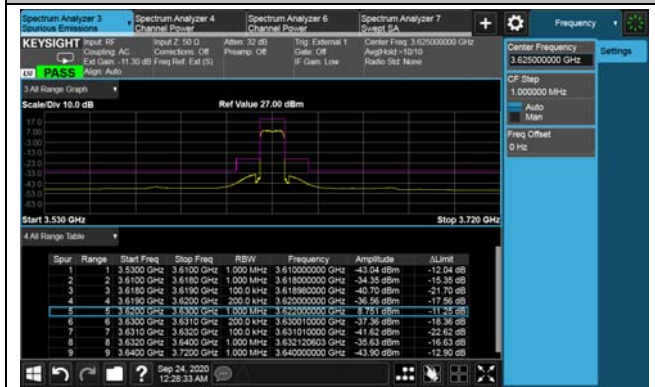 Spectrum Analyzer 3
Spurious Emissions
Spectrum Analyzer 4
Channel Power
Spectrum Analyzer 6
Channel Power
Spectrum Analyzer 7
Swept SA
Frequency
KEYSIGHT Input: RF
Coupling: AC
Ext Gain: -11.30 dB
Align: Auto
Input Z: 50 Ω
Corrections: Off
Freq Ref: Ext (S)
Atten: 32 dB
Preamp: Off
Trig: External 1
Gate: Off
IF Gain: Low
Center Freq: 3.625000000 GHz
Avg|Hold:>10/10
Radio Std: None
PASS
Center Frequency
3.625000000 GHz
Settings
CF Step
1.000000 MHz
Auto
Man
Freq Offset
0 Hz
3 All Range Graph
Scale/Div 10.0 dB
Ref Value 27.00 dBm
17.0
7.00
-3.00
-13.0
-23.0
-33.0
-43.0
-53.0
-63.0
Start 3.530 GHz
Stop 3.720 GHz
4 All Range Table
Spur Range Start Freq Stop Freq RBW Frequency Amplitude ΔLimit
1 1 3.5300 GHz 3.6100 GHz 1.000 MHz 3.610000000 GHz -43.04 dBm -12.04 dB
2 2 3.6100 GHz 3.6180 GHz 1.000 MHz 3.618000000 GHz -34.35 dBm -15.35 dB
3 3 3.6180 GHz 3.6190 GHz 100.0 kHz 3.618980000 GHz -40.70 dBm -21.70 dB
4 4 3.6190 GHz 3.6200 GHz 200.0 kHz 3.620000000 GHz -36.56 dBm -17.56 dB
5 5 3.6200 GHz 3.6300 GHz 1.000 MHz 3.622000000 GHz 8.751 dBm -11.25 dB
6 6 3.6300 GHz 3.6310 GHz 200.0 kHz 3.630010000 GHz -37.36 dBm -18.36 dB
7 7 3.6310 GHz 3.6320 GHz 100.0 kHz 3.631010000 GHz -41.62 dBm -22.62 dB
8 8 3.6320 GHz 3.6400 GHz 1.000 MHz 3.632120603 GHz -35.63 dBm -16.63 dB
9 9 3.6400 GHz 3.7200 GHz 1.000 MHz 3.640000000 GHz -43.90 dBm -12.90 dB
Sep 24, 2020
12:28:33 AM